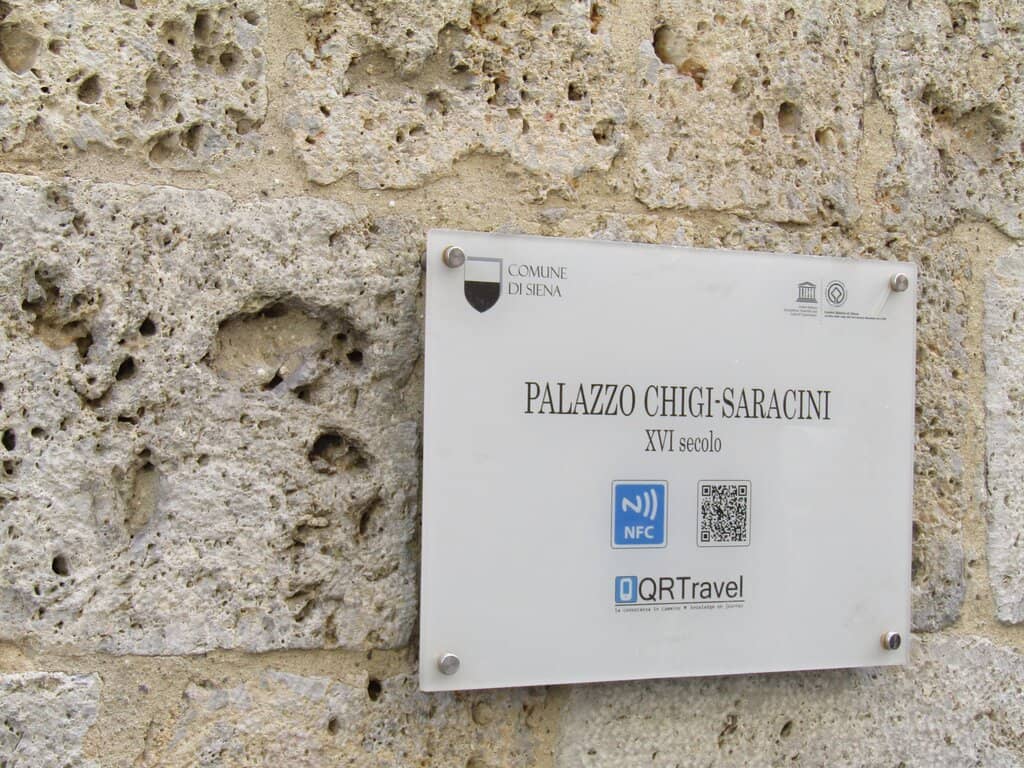 COMUNE
DI SIENA
PALAZZO CHIGI-SARACINI
XVI secolo
NFC
QRTravel